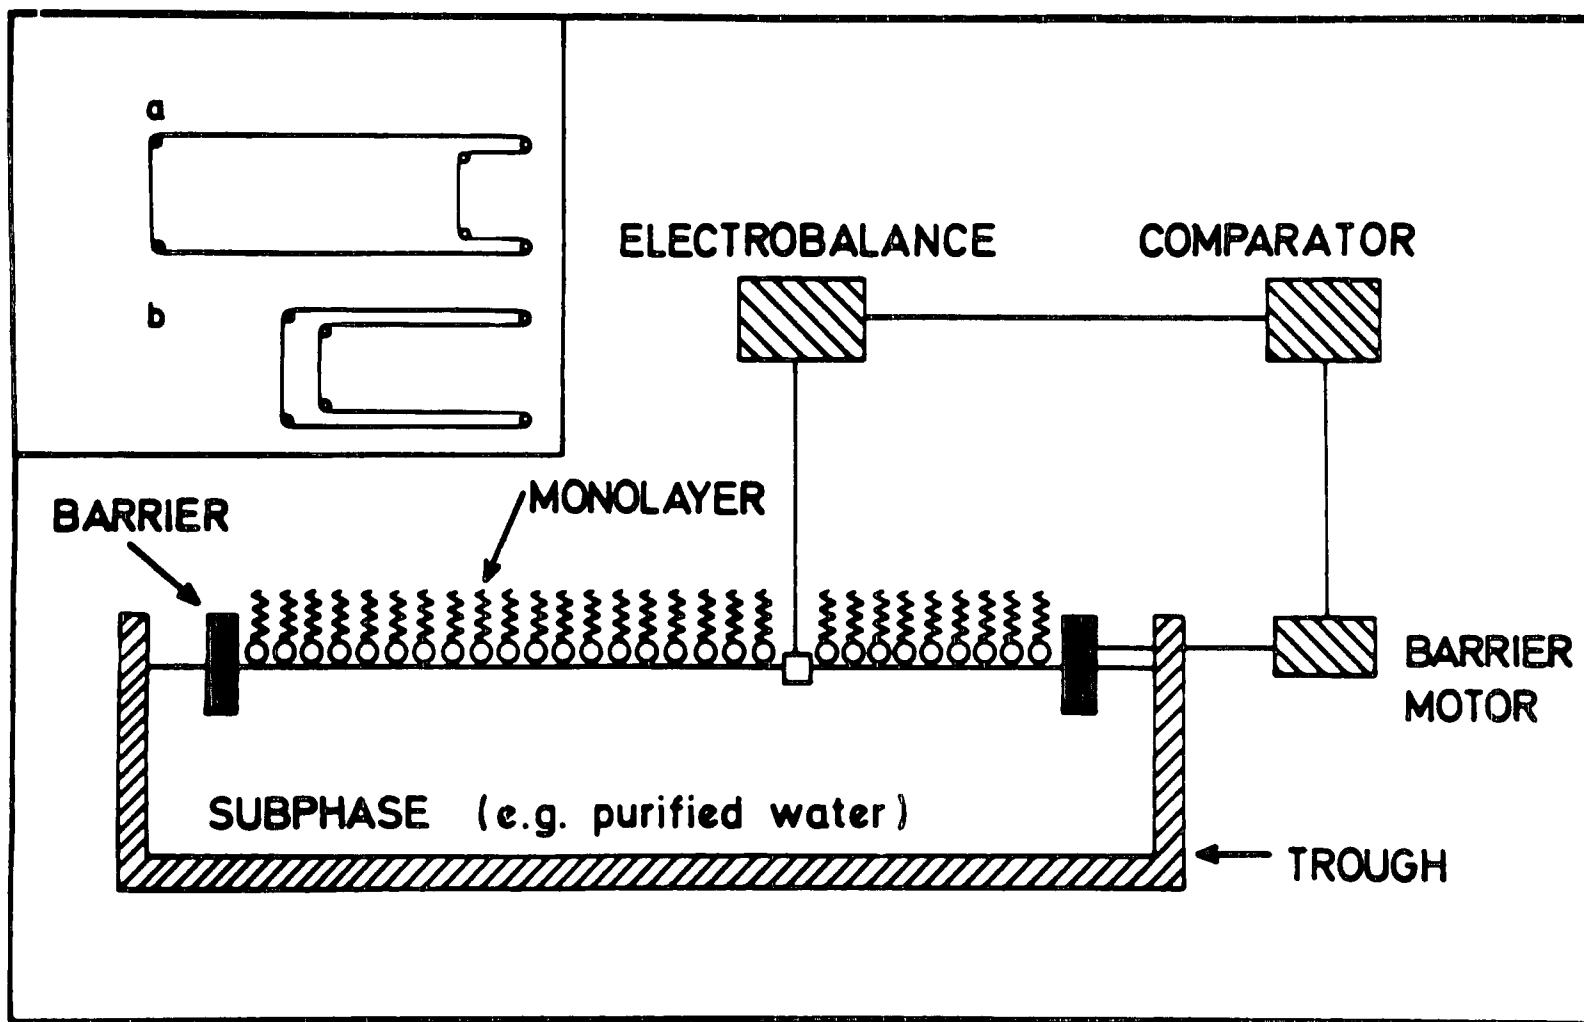 a
b
ELECTROBALANCE
COMPARATOR
BARRIER
MONOLAYER
BARRIER
MOTOR
SUBPHASE (e.g. purified water)
TROUGH